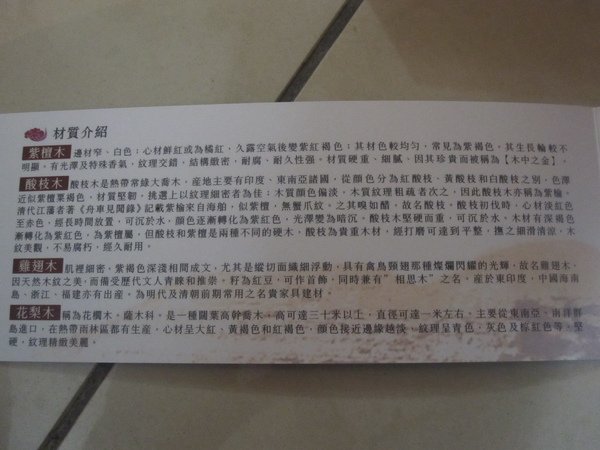 材質介紹
紫檀木 邊材窄、白色；心材鮮紅或為橘紅、久露空氣後變紫紅褐色；其材色較均勻，常見為紫褐色，其生長輪較不
明顯，有光澤及特殊香氣，紋理交錯，結構緻密，耐腐、耐久性強。材質硬重、細膩，因其珍貴而被稱為【木中之金】。
酸枝木 酸枝木是熱帶常綠大喬木，產地主要有印度、東南亞諸國，從顏色分為紅酸枝、黃酸枝和白酸枝之別，色澤
近似紫檀栗褐色，材質堅韌，挑選上以紋理細密者為佳；木質顏色偏淡，木質紋理粗疏者次之，因此酸枝木亦稱為紫榆。
清代江藩者著《舟車見聞錄》記載紫榆來自海舶，似紫檀，無蟹爪紋。之其嗅如醋，故名酸枝，酸枝初伐時，心材淡紅色
至赤色，經長時間放置，可沉於水，顏色逐漸轉化為紫紅色，光澤變為暗沉。酸枝木堅硬而重，可沉於水，木材有深褐色
漸轉化為紫紅色，為紫檀屬，但酸枝和紫檀是兩種不同的硬木，酸枝為貴重木材，經打磨可達到平整，撫之細滑清涼，木
紋美觀，不易腐朽，經久耐用。
雞翅木 肌裡細密，紫褐色深淺相間成文，尤其是縱切面纖細浮動，具有禽鳥頸翅那種燦爛閃耀的光輝，故名雞翅木，
因天然木紋之美，而備受歷代文人青睞和推崇。籽為紅豆，可作首飾，同時兼有"相思木"之名，產於東印度，中國海南
島、浙江、福建亦有出產，為明代及清朝前期常用之名貴家具建材。
花梨木 稱為花櫚木。薩木科。是一種闊葉高幹喬木，高可達三十米以上，直徑可達一米左右，主要從東南亞、南洋群
島進口，在熱帶雨林區都有生產，心材呈大紅、黃褐色和紅褐色，顏色接近邊緣越淡，紋理呈青色，灰色及棕紅色等，堅
硬，紋理精緻美麗。